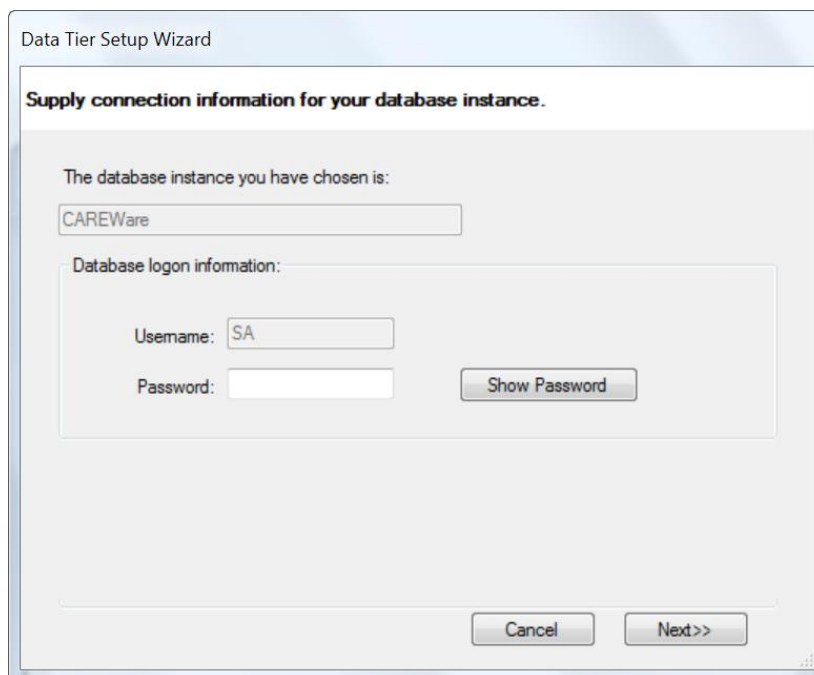 Data Tier Setup Wizard
Supply connection information for your database instance.
The database instance you have chosen is:
CAREWare
Database logon information:
Username: SA
Password: Show Password
Cancel Next>>